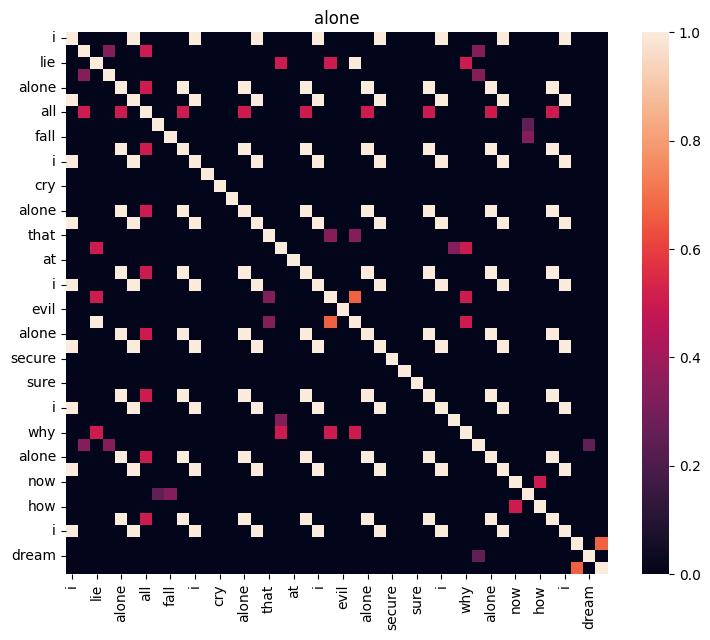 alone
i
lie
alone
all
fall
i
cry
alone
that
at
i
evil
alone
secure
sure
i
why
alone
now
how
i
dream
1.0
0.8
0.6
0.4
0.2
0.0
i
lie
alone
all
fall
i
cry
alone
that
at
i
evil
alone
secure
sure
i
why
alone
now
how
i
dream